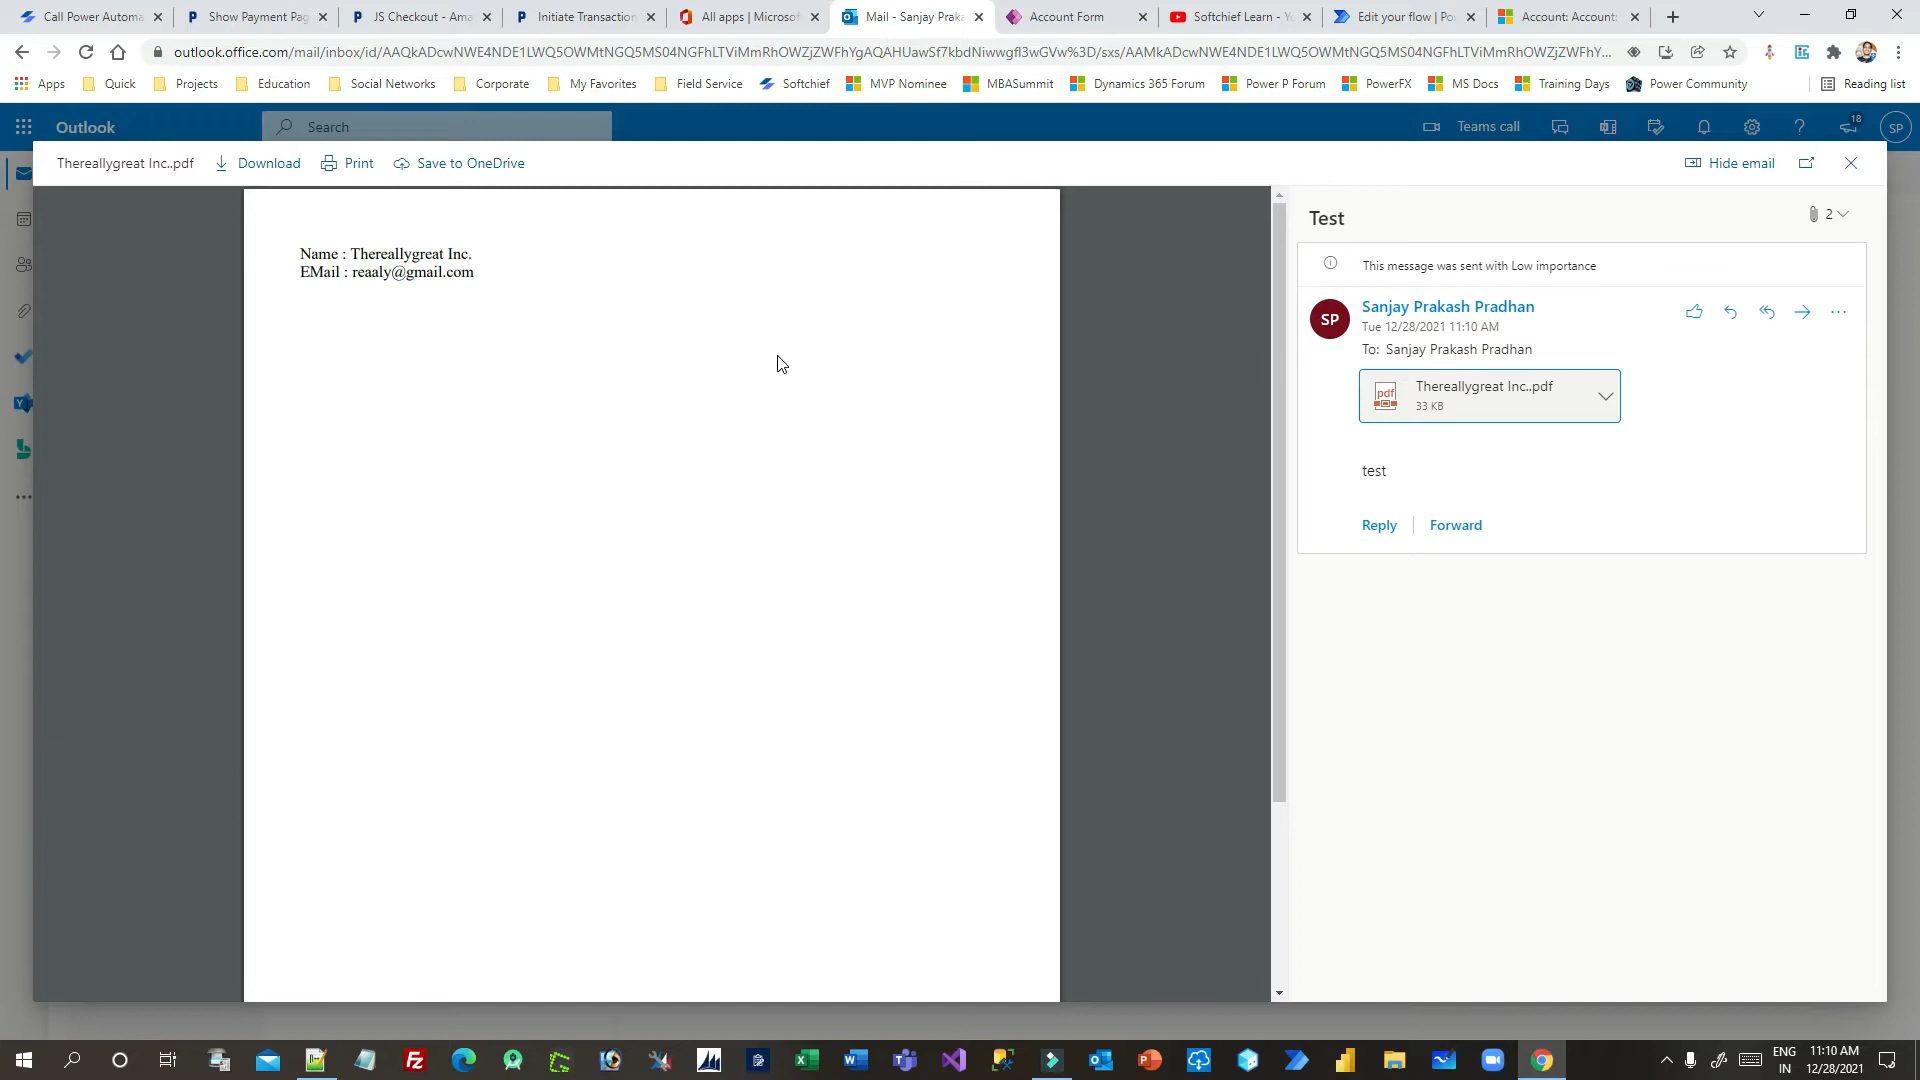 Call Power Automa
Show Payment Pag
JS Checkout - Ama
Initiate Transaction
All apps | Microsof
Mail - Sanjay Praka
Account Form
Softchief Learn - Yo
Edit your flow | Po
Account: Account:
outlook.office.com/mail/inbox/id/AAQkADcwNWE4NDE1LWQ5OWMtNGQ5MS04NGFhLTViMmRhOWZjZWFhYgAQAHUawSf7kbdNiwwgfl3wGVw%3D/sxs/AAMkADcwNWE4NDE1LWQ5OWMtNGQ5MS04NGFhLTViMmRhOWZjZWFhY...
Apps
Quick
Projects
Education
Social Networks
Corporate
My Favorites
Field Service
Softchief
MVP Nominee
MBASummit
Dynamics 365 Forum
Power P Forum
PowerFX
MS Docs
Training Days
Power Community
Reading list
Outlook
Search
Teams call
18
SP
Thereallygreat Inc..pdf
Download
Print
Save to OneDrive
Hide email
Name : Thereallygreat Inc.
EMail : reaaly@gmail.com
Test
2
This message was sent with Low importance
SP
Sanjay Prakash Pradhan
Tue 12/28/2021 11:10 AM
To: Sanjay Prakash Pradhan
pdf
Thereallygreat Inc..pdf
33 KB
test
Reply
Forward
ENG
IN
11:10 AM
12/28/2021